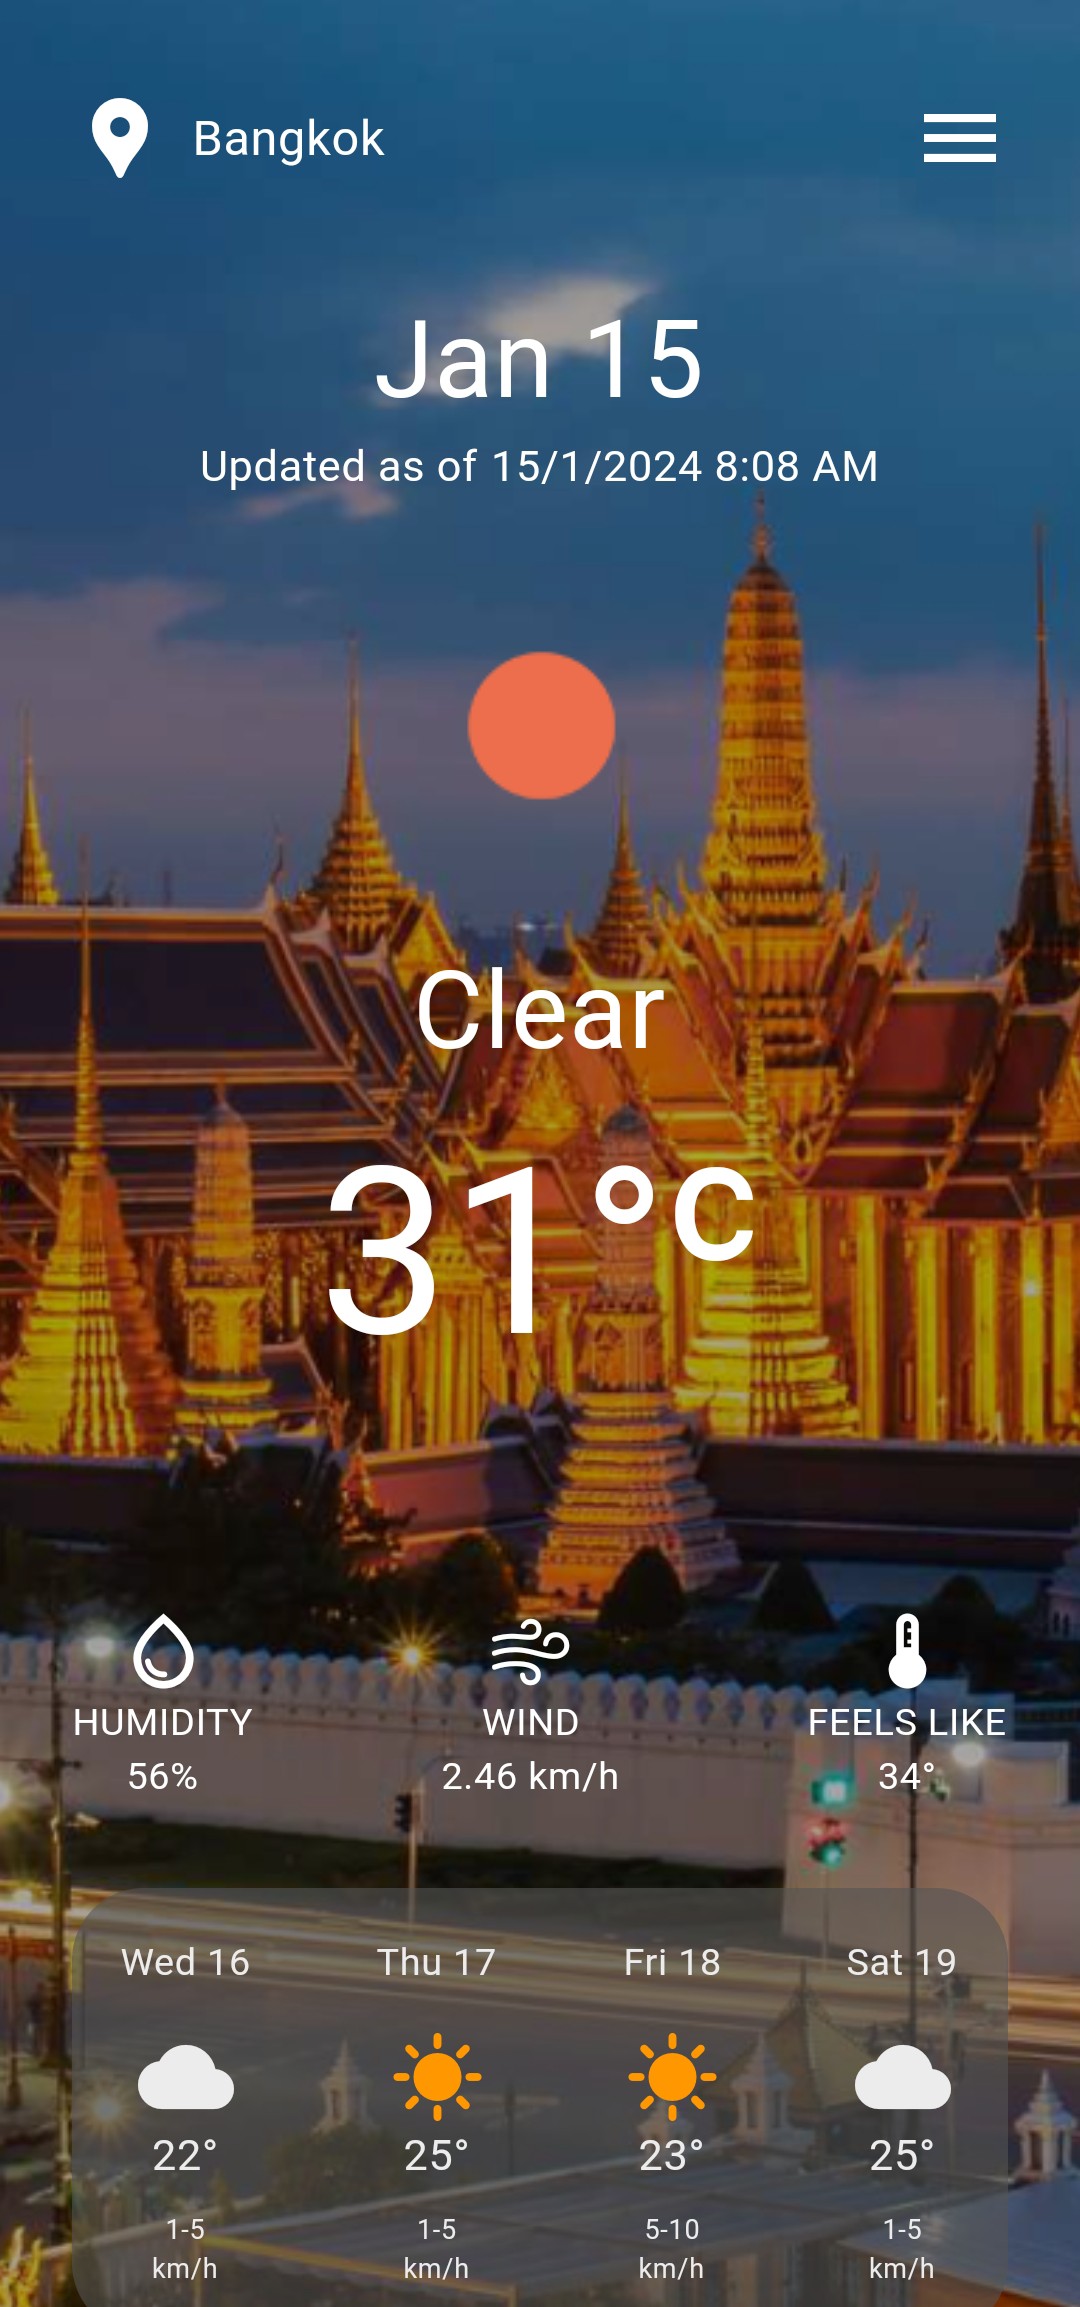 Bangkok
Jan 15
Updated as of 15/1/2024 8:08 AM
Clear
31°C
HUMIDITY
56%
WIND
2.46 km/h
FEELS LIKE
34°
Wed 16
Thu 17
Fri 18
Sat 19
22°
25°
23°
25°
1-5
km/h
1-5
km/h
5-10
km/h
1-5
km/h